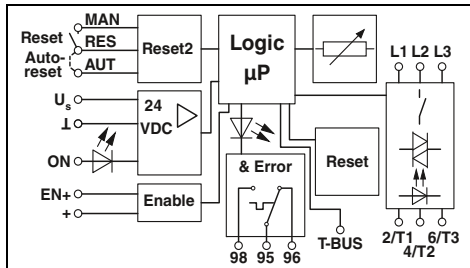 MAN
Reset
RES
Auto-
reset
AUT
Reset2
Logic
µP
L1 L2 L3
Us
⊥
24
VDC
ON
& Error
Reset
EN+
+
Enable
98 95 96
T-BUS
2/T1 6/T3
4/T2